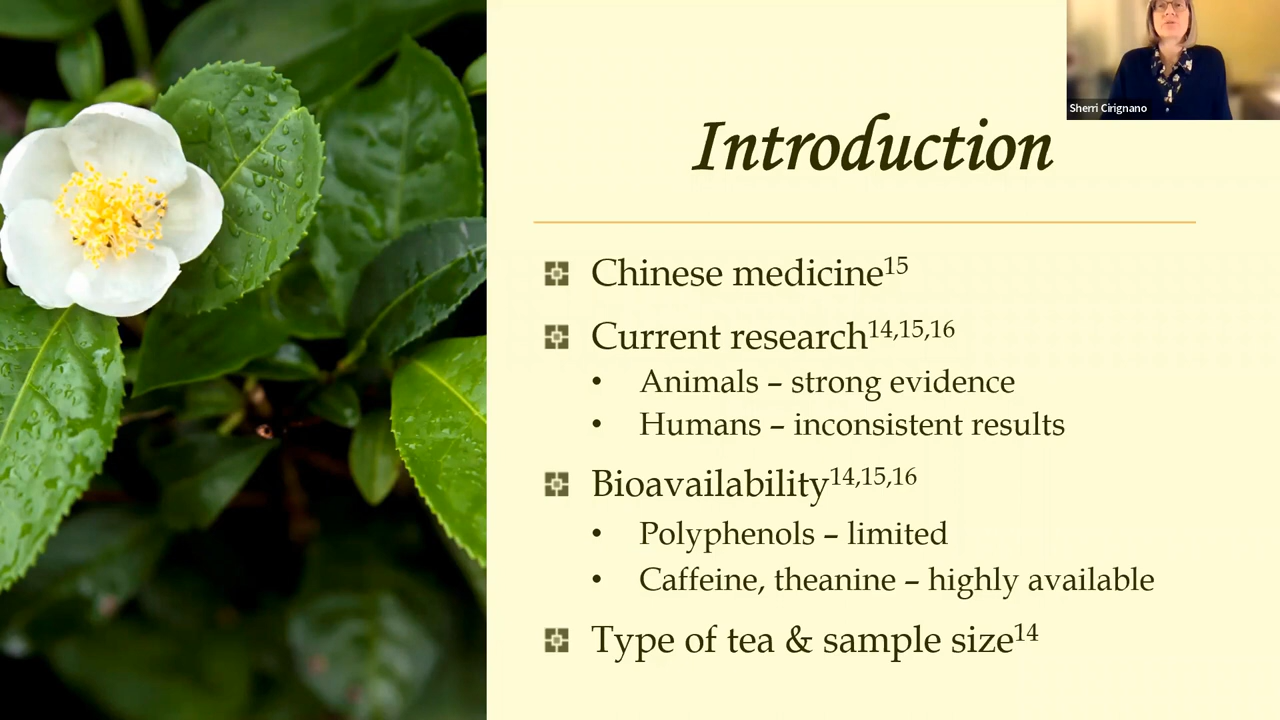 Sherri Cirignano
Introduction
Chinese medicine15
Current research14,15,16
• Animals – strong evidence
• Humans – inconsistent results
Bioavailability14,15,16
• Polyphenols – limited
• Caffeine, theanine – highly available
Type of tea & sample size14